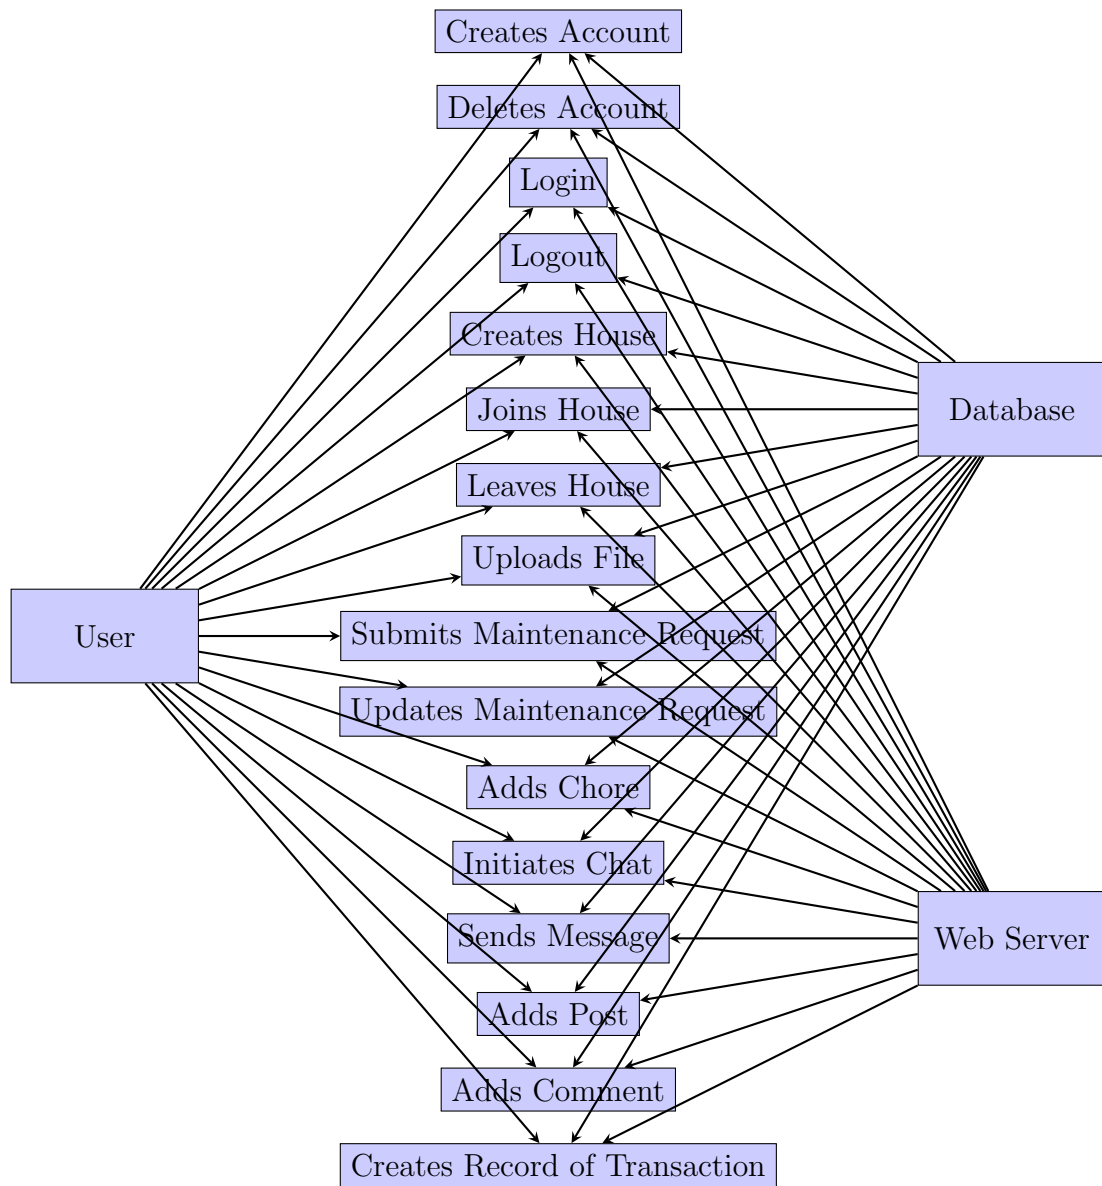 Creates Account
Deletes Account
Login
Logout
Creates House
Joins House
Database
Leaves House
Uploads File
User
Submits Maintenance Request
Updates Maintenance Request
Adds Chore
Initiates Chat
Sends Message
Web Server
Adds Post
Adds Comment
Creates Record of Transaction